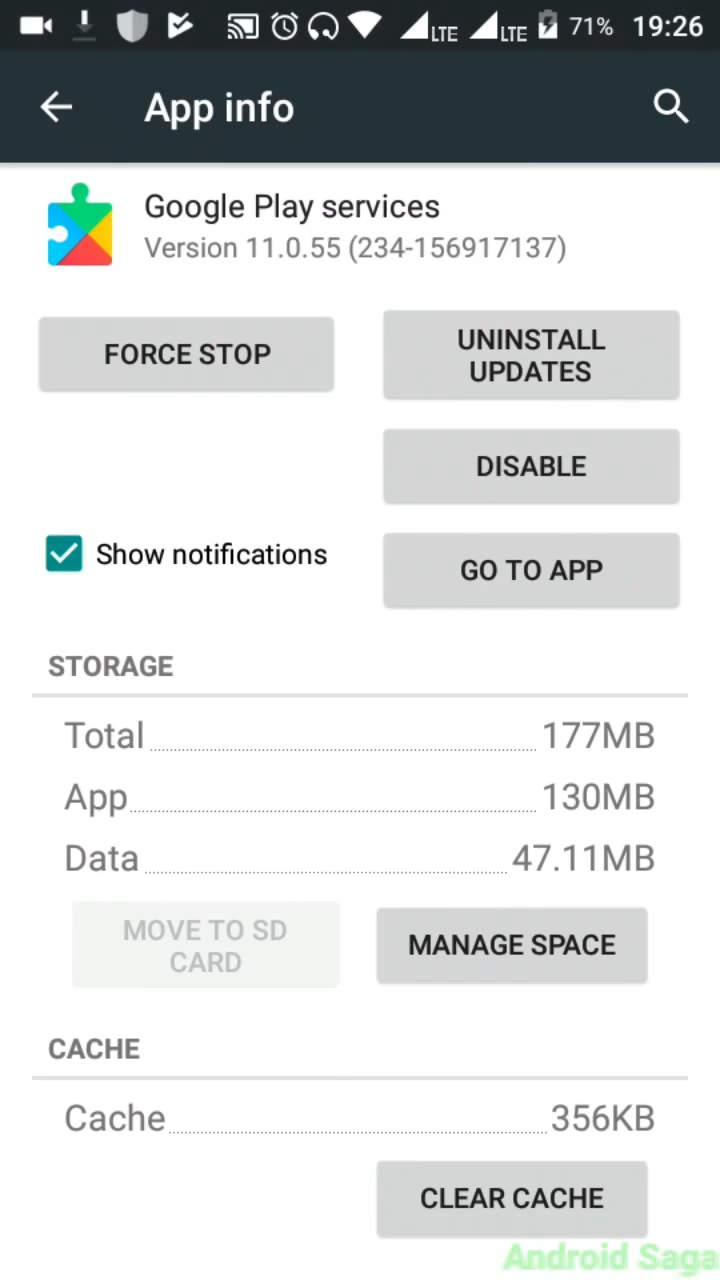 LTE LTE 71% 19:26
App info
Google Play services
Version 11.0.55 (234-156917137)
FORCE STOP
UNINSTALL
UPDATES
DISABLE
Show notifications
GO TO APP
STORAGE
Total 177MB
App 130MB
Data 47.11MB
MOVE TO SD
CARD
MANAGE SPACE
CACHE
Cache 356KB
CLEAR CACHE
Android Saga